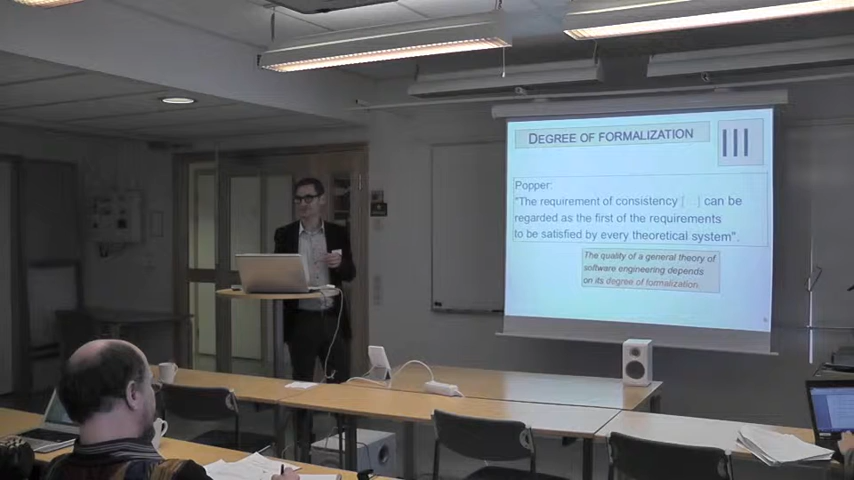 DEGREE OF FORMALIZATION
Popper:
"The requirement of consistency [ ] can be
regarded as the first of the requirements
to be satisfied by every theoretical system".
The quality of a general theory of
software engineering depends
on its degree of formalization.